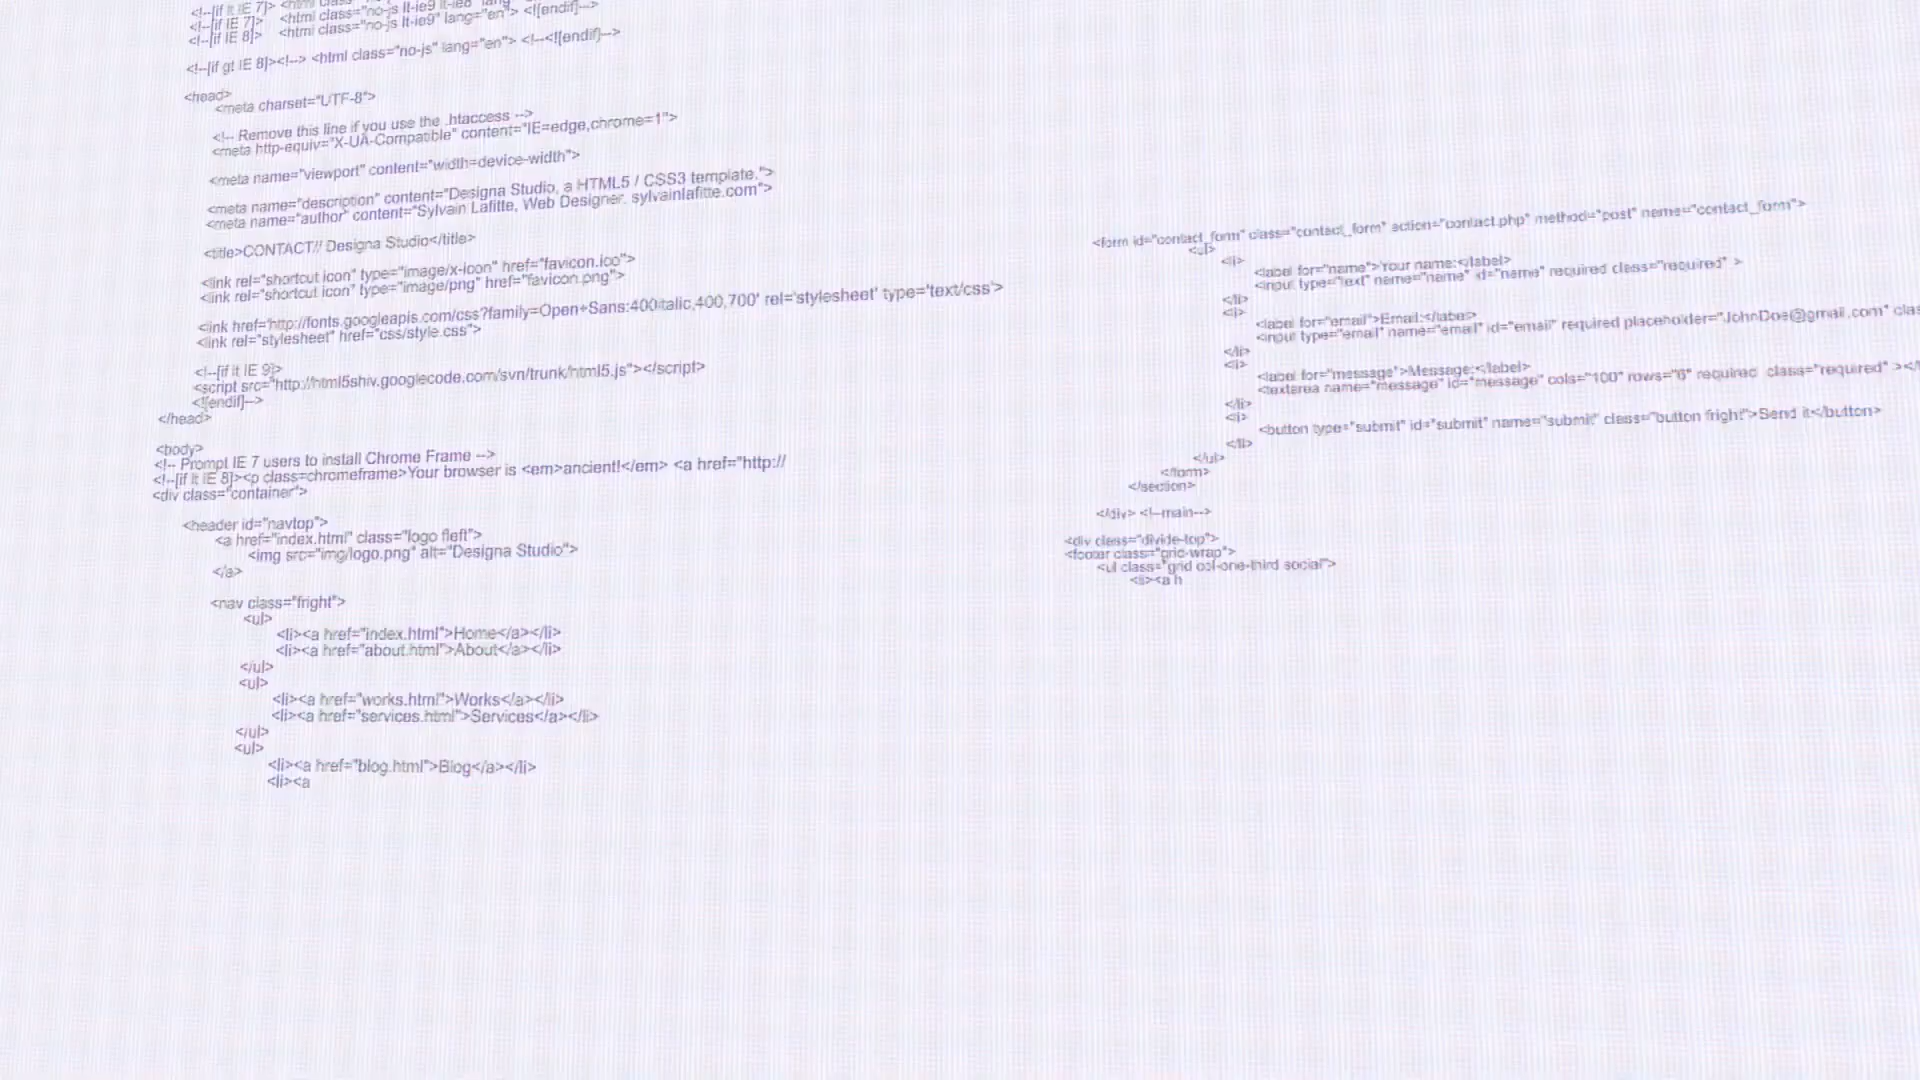 <!--[if lt IE 7]> <html class="no-js lt-ie9 lt-ie8
<!--[if IE 7]> <html class="no-js lt-ie9 lt-ie8" lang=
<!--[if IE 8]> <html class="no-js lt-ie9" lang="en"> <![endif]-->
<!--[if gt IE 8]><!--> <html class="no-js" lang="en"> <!--<![endif]-->
<head>
<meta charset="UTF-8">
<!-- Remove this line if you use the .htaccess -->
<meta http-equiv="X-UA-Compatible" content="IE=edge,chrome=1">
<meta name="viewport" content="width=device-width">
<meta name="description" content="Designa Studio, a HTML5 / CSS3 template.">
<meta name="author" content="Sylvain Lafitte, Web Designer, sylvainlafitte.com">
<title>CONTACT// Designa Studio</title>
<link rel="shortcut icon" type="image/x-icon" href="favicon.ico">
<link rel="shortcut icon" type="image/png" href="favicon.png">
<link href='http://fonts.googleapis.com/css?family=Open+Sans:400italic,400,700' rel='stylesheet' type='text/css'>
<link rel="stylesheet" href="css/style.css">
<!--[if lt IE 9]>
<script src="http://html5shiv.googlecode.com/svn/trunk/html5.js"></script>
<![endif]-->
</head>
<body>
<!-- Prompt IE 7 users to install Chrome Frame -->
<!--[if lt IE 8]><p class=chromeframe>Your browser is <em>ancient!</em> <a href="http://
<div class="container">
<header id="navtop">
<a href="index.html" class="logo fleft">
<img src="img/logo.png" alt="Designa Studio">
</a>
<nav class="fright">
<ul>
<li><a href="index.html">Home</a></li>
<li><a href="about.html">About</a></li>
</ul>
<ul>
<li><a href="works.html">Works</a></li>
<li><a href="services.html">Services</a></li>
</ul>
<ul>
<li><a href="blog.html">Blog</a></li>
<li><a
<form id="contact_form" class="contact_form" action="contact.php" method="post" name="contact_form">
<ul>
<li>
<label for="name">Your name:</label>
<input type="text" name="name" id="name" required class="required" >
</li>
<li>
<label for="email">Email:</label>
<input type="email" name="email" id="email" required placeholder="JohnDoe@gmail.com" clas
</li>
<li>
<label for="message">Message:</label>
<textarea name="message" id="message" cols="100" rows="6" required class="required" ></
</li>
<li>
<button type="submit" id="submit" name="submit" class="button fright">Send it</button>
</li>
</ul>
</form>
</section>
</div> <!--main-->
<div class="divide-top">
<footer class="grid-wrap">
<ul class="grid col-one-third social">
<li><a h